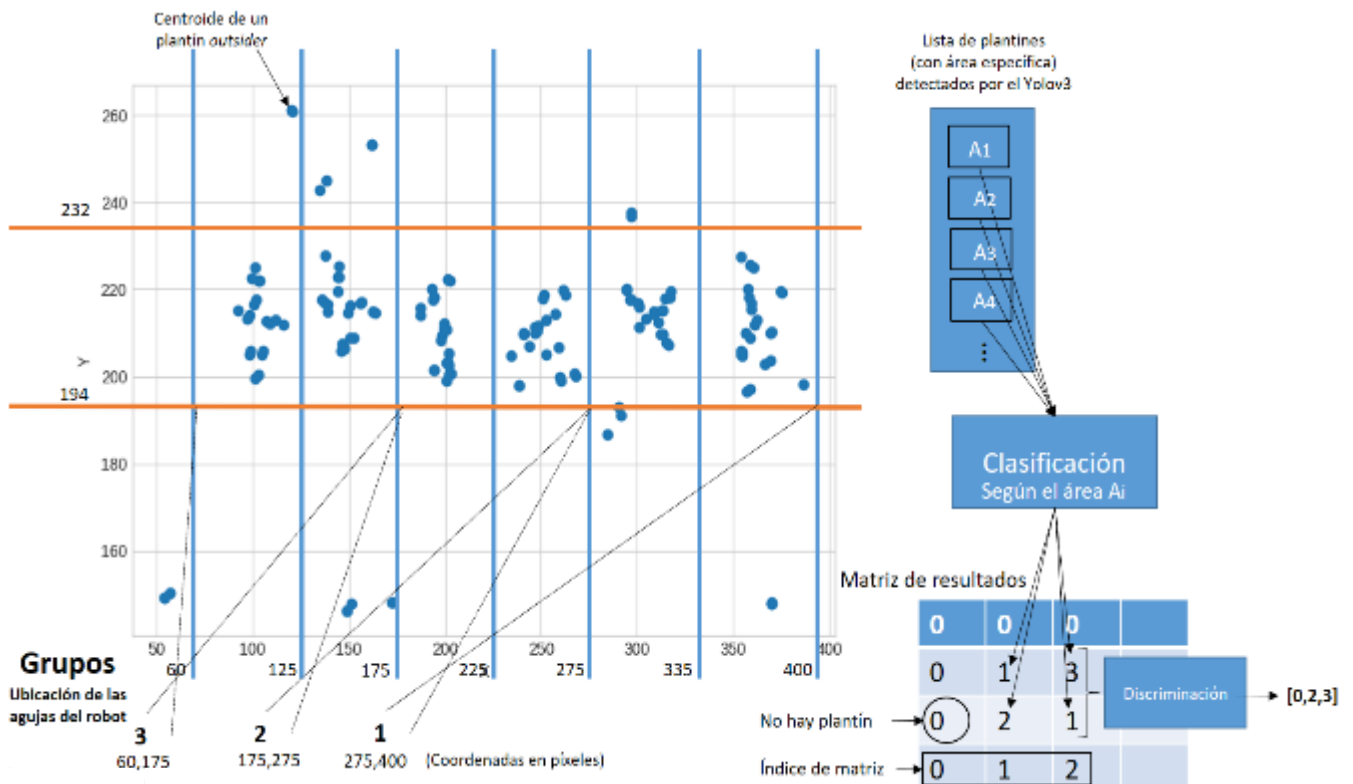 Centroide de un
plantin outsider
260
240
232
220
Y
200
194
180
160
50
100
150
200
250
300
350
400
60
125
175
225
275
335
400
Grupos
Ubicación de las
agujas del robot
3
2
1
60,175
175,275
275,400
(Coordenadas en píxeles)
Lista de plantines
(con área específica)
detectados por el Yolov3
A1
A2
A3
A4
...
Clasificación
Según el área Ai
Matriz de resultados
0 0 0
0 1 3
Discriminación
[0,2,3]
No hay plantín
0 2 1
Índice de matriz
0 1 2